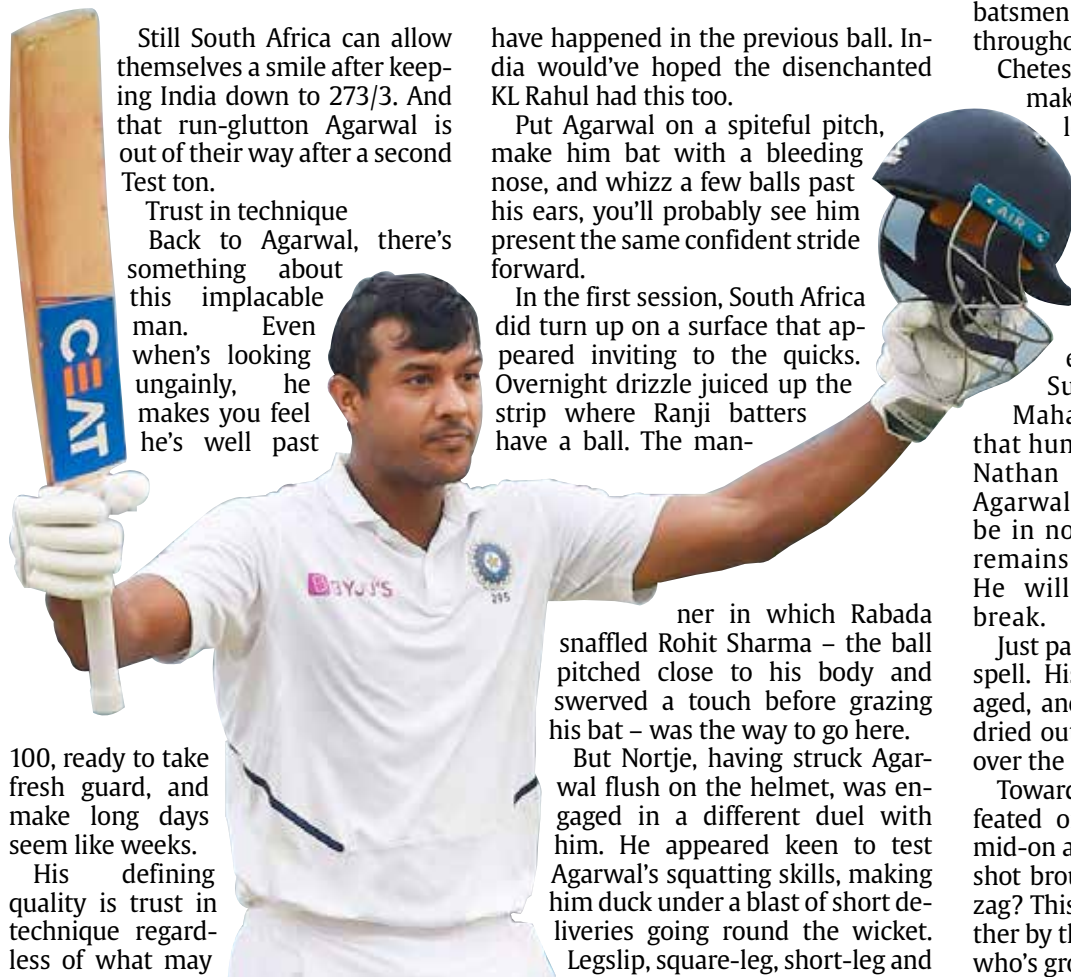 Still South Africa can allow
themselves a smile after keep-
ing India down to 273/3. And
that run-glutton Agarwal is
out of their way after a second
Test ton.
Trust in technique
Back to Agarwal, there's
something about
this implacable
man. Even
when's looking
ungainly, he
makes you feel
he's well past
100, ready to take
fresh guard, and
make long days
seem like weeks.
His defining
quality is trust in
technique regard-
less of what may
have happened in the previous ball. In-
dia would've hoped the disenchanted
KL Rahul had this too.
Put Agarwal on a spiteful pitch,
make him bat with a bleeding
nose, and whizz a few balls past
his ears, you'll probably see him
present the same confident stride
forward.
In the first session, South Africa
did turn up on a surface that ap-
peared inviting to the quicks.
Overnight drizzle juiced up the
strip where Ranji batters
have a ball. The man-
ner in which Rabada
snaffled Rohit Sharma – the ball
pitched close to his body and
swerved a touch before grazing
his bat – was the way to go here.
But Nortje, having struck Agar-
wal flush on the helmet, was en-
gaged in a different duel with
him. He appeared keen to test
Agarwal's squatting skills, making
him duck under a blast of short de-
liveries going round the wicket.
Legslip, square-leg, short-leg and
batsmen
througho
Chetes
mak
l
e
Su
Maha
that hun
Nathan
Agarwal
be in no
remains
He will
break.
Just pa
spell. His
aged, and
dried out
over the
Toward
feated o
mid-on a
shot brou
zag? This
ther by th
who's gro
CEAT
BYJU'S
295
AIR